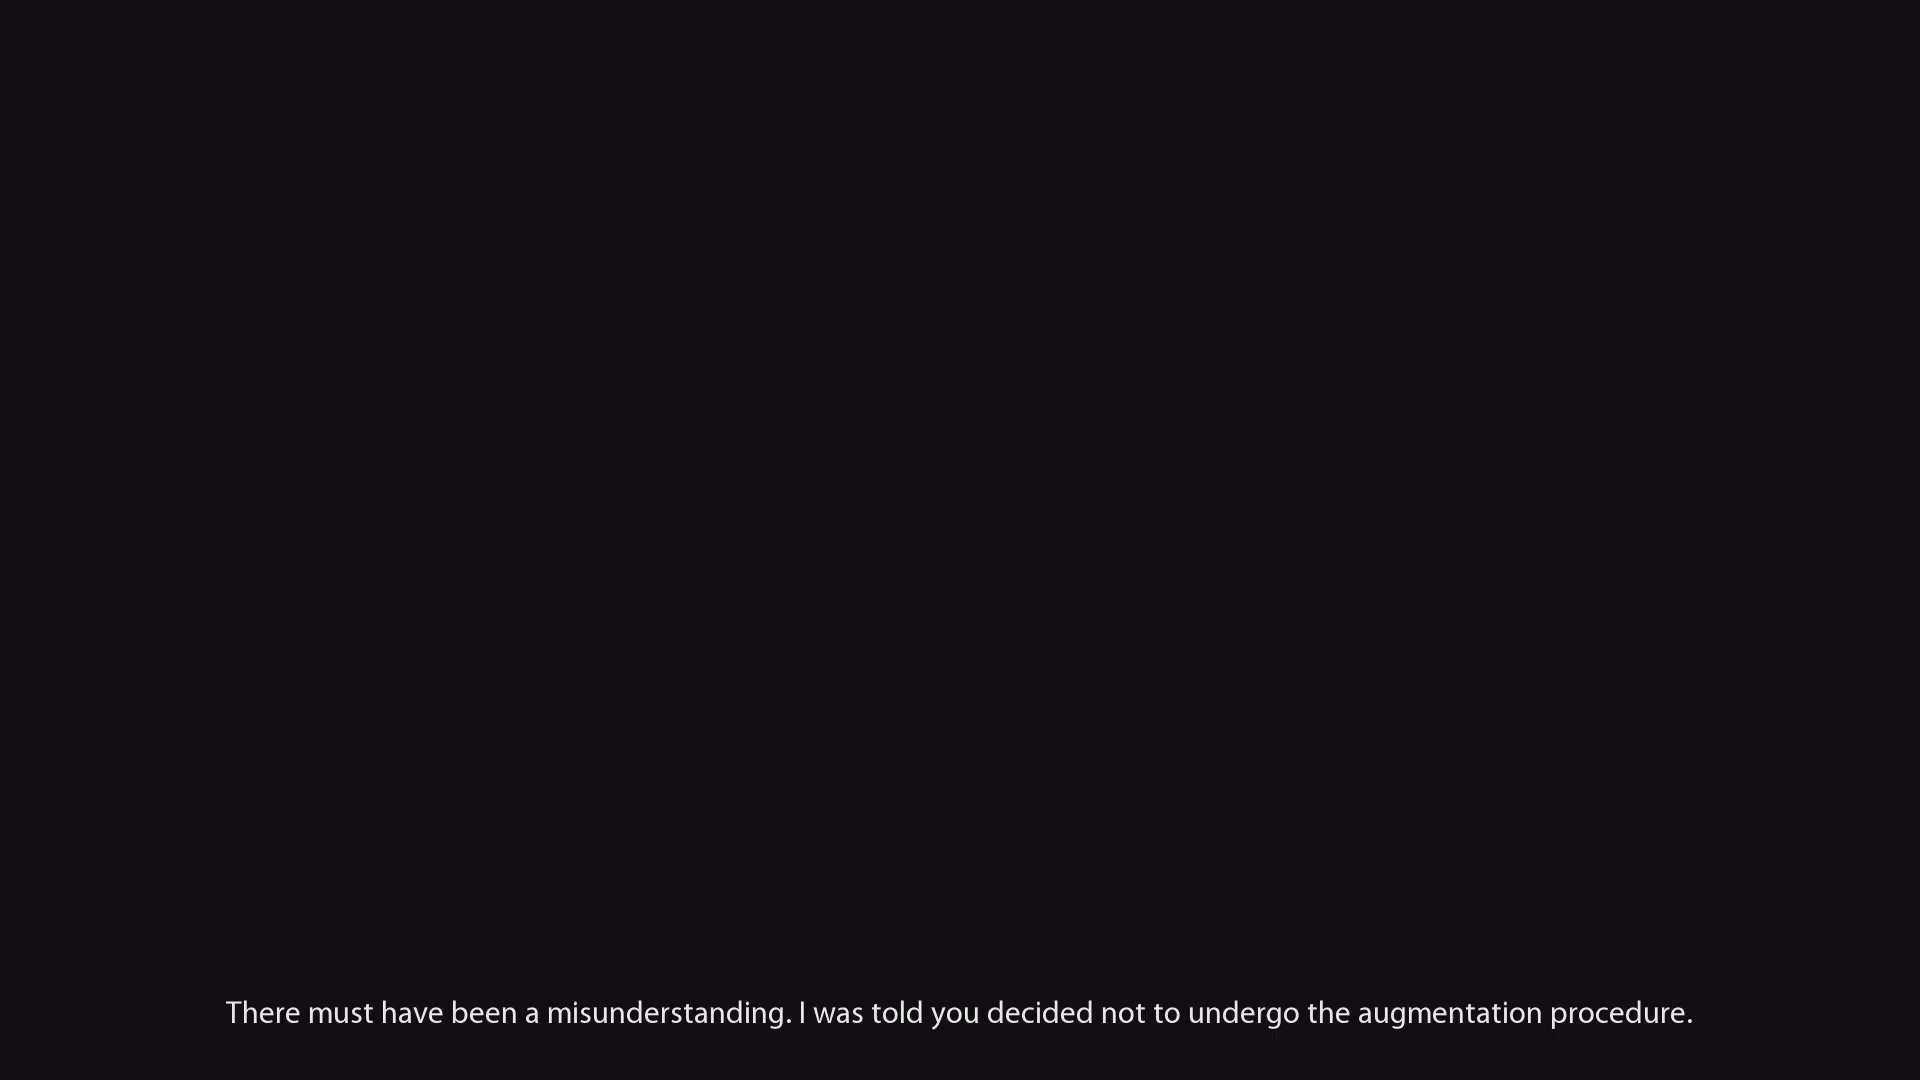 There must have been a misunderstanding. I was told you decided not to undergo the augmentation procedure.